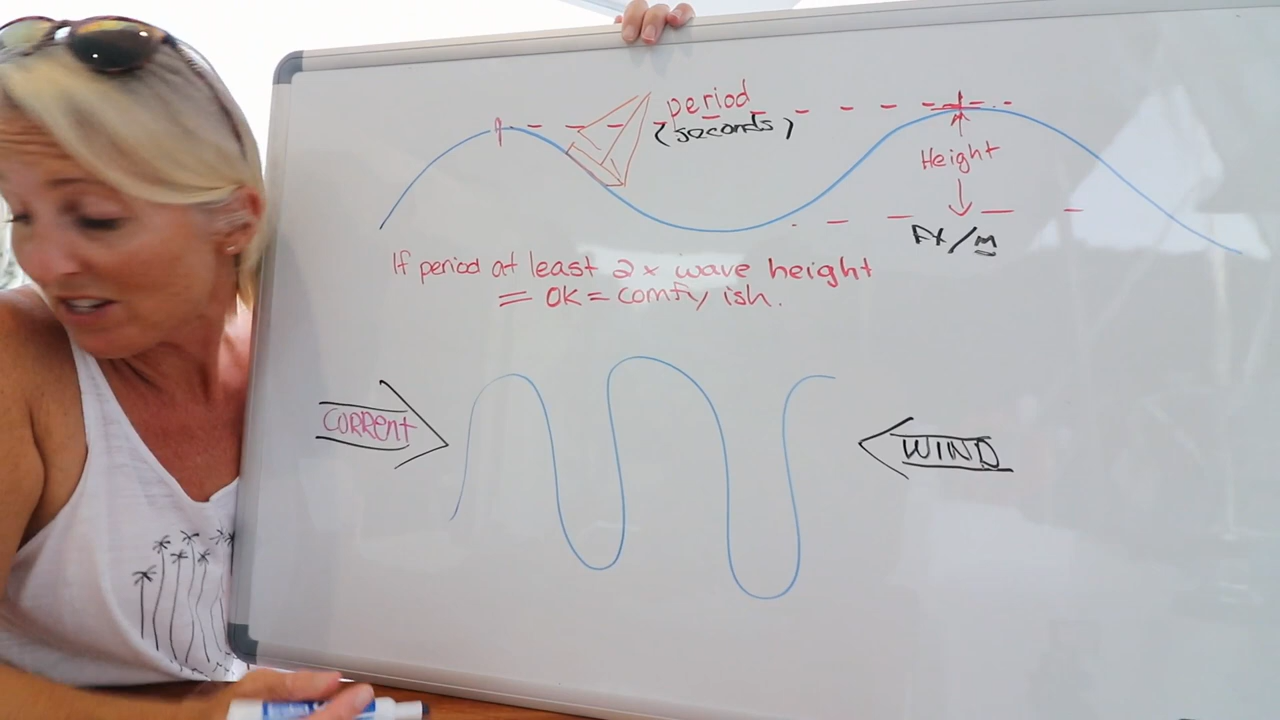 period
(seconds)
Height
Ft/m
If period at least 2 x wave height
= OK = comfy ish.
CURRENT
WIND